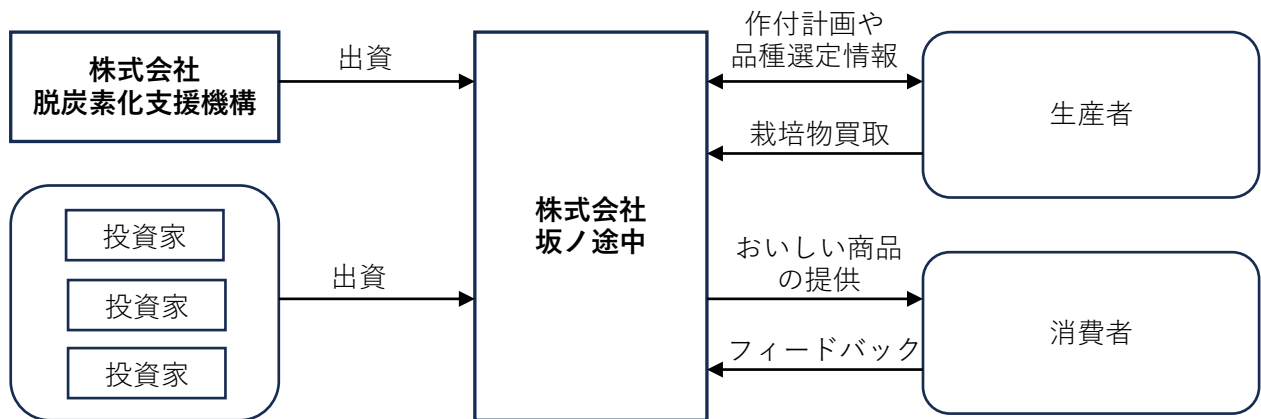 株式会社
脱炭素化支援機構
出資
投資家
投資家
投資家
出資
株式会社
坂ノ途中
作付計画や
品種選定情報
栽培物買取
生産者
おいしい商品
の提供
フィードバック
消費者